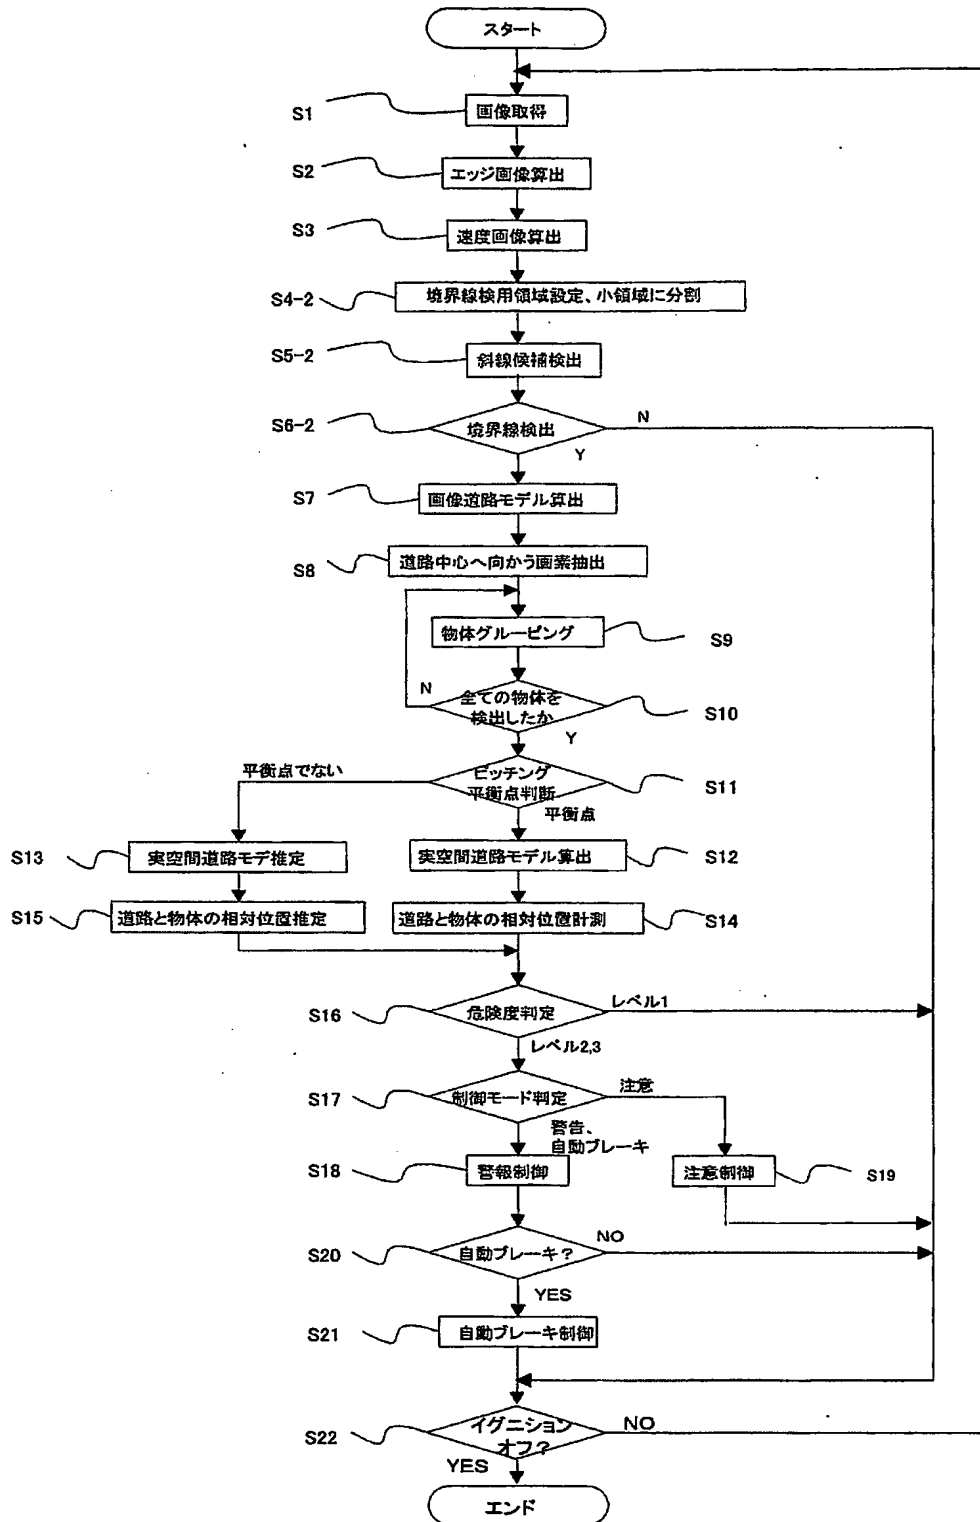 スタート
S1
画像取得
S2
エッジ画像算出
S3
速度画像算出
S4-2
境界線検用領域設定、小領域に分割
S5-2
斜線候補検出
S6-2
境界線検出
N
Y
S7
画像道路モデル算出
S8
道路中心へ向かう画素抽出
物体グルーピング
S9
N
全ての物体を
検出したか
S10
Y
平衡点でない
ピッチング
平衡点判断
S11
平衡点
S13
実空間道路モデ推定
実空間道路モデル算出
S12
S15
道路と物体の相対位置推定
道路と物体の相対位置計測
S14
S16
危険度判定
レベル1
レベル2,3
S17
制御モード判定
注意
警告、
自動ブレーキ
S18
警報制御
注意制御
S19
S20
自動ブレーキ?
NO
YES
S21
自動ブレーキ制御
S22
イグニション
オフ?
NO
YES
エンド